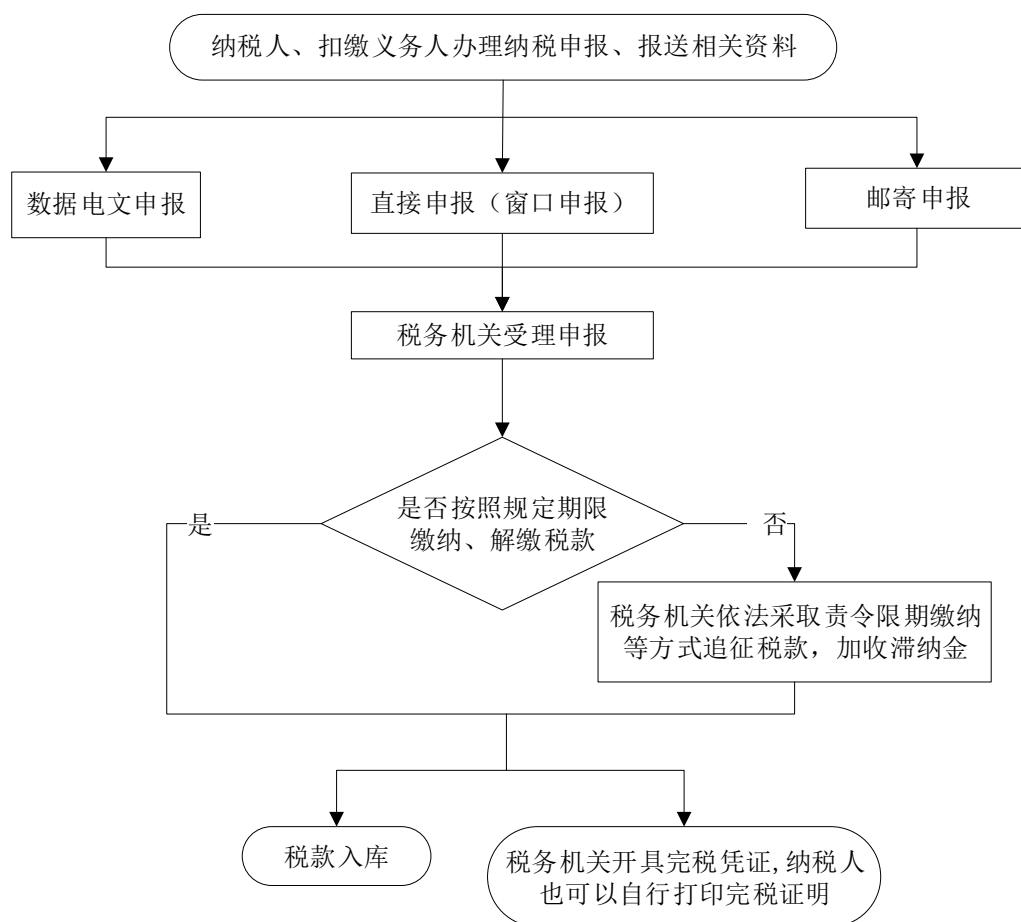 纳税人、扣缴义务人办理纳税申报、报送相关资料
数据电文申报
直接申报（窗口申报）
邮寄申报
税务机关受理申报
是否按照规定期限
缴纳、解缴税款
是
否
税务机关依法采取责令限期缴纳
等方式追征税款，加收滞纳金
税款入库
税务机关开具完税凭证,纳税人
也可以自行打印完税证明